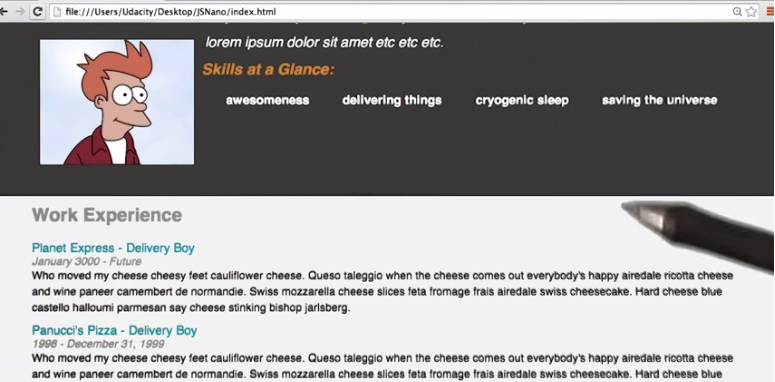 file:///Users/Udacity/Desktop/JSNano/index.html
lorem ipsum dolor sit amet etc etc etc.
Skills at a Glance:
awesomeness delivering things cryogenic sleep saving the universe
Work Experience
Planet Express - Delivery Boy
January 3000 - Future
Who moved my cheese cheesy feet cauliflower cheese. Queso taleggio when the cheese comes out everybody's happy airedale ricotta cheese
and wine paneer camembert de normandie. Swiss mozzarella cheese slices feta fromage frais airedale swiss cheesecake. Hard cheese blue
castello halloumi parmesan say cheese stinking bishop jarlsberg.
Panucci's Pizza - Delivery Boy
1998 - December 31, 1999
Who moved my cheese cheesy feet cauliflower cheese. Queso taleggio when the cheese comes out everybody's happy airedale ricotta cheese
and wine paneer camembert de normandie. Swiss mozzarella cheese slices feta fromage frais airedale swiss cheesecake. Hard cheese blue